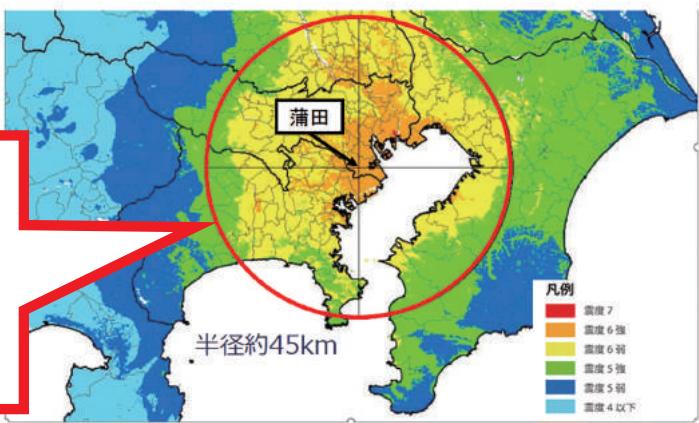 蒲田
半径約45km
凡例
震度 7
震度 6 強
震度 6 弱
震度 5 強
震度 5 弱
震度 4 以下